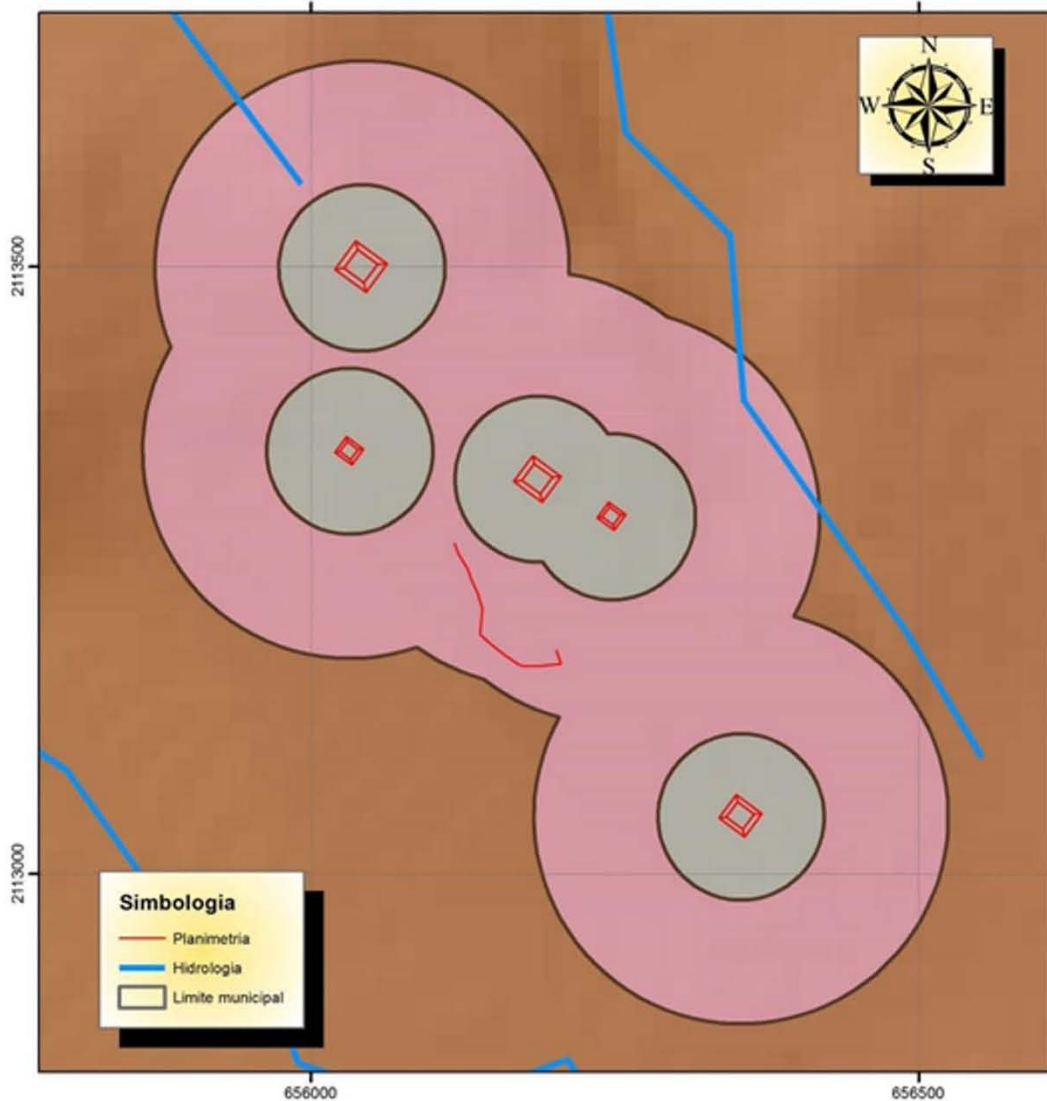 N
W E
S
2113500
2113000
Simbologia
Planimetria
Hidrologia
Limite municipal
656000 656500